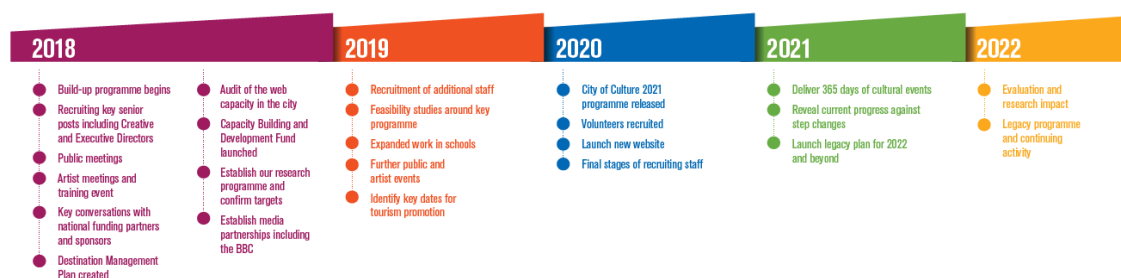 2018
Build-up programme begins
Recruiting key senior
posts including Creative
and Executive Directors
Public meetings
Artist meetings and
training event
Key conversations with
national funding partners
and sponsors
Destination Management
Plan created
Audit of the web
capacity in the city
Capacity Building and
Development Fund
launched
Establish our research
programme and
confirm targets
Establish media
partnerships including
the BBC
2019
Recruitment of additional staff
Feasibility studies around key
programme
Expanded work in schools
Further public and
artist events
Identify key dates for
tourism promotion
2020
City of Culture 2021
programme released
Volunteers recruited
Launch new website
Final stages of recruiting staff
2021
Deliver 365 days of cultural events
Reveal current progress against
step changes
Launch legacy plan for 2022
and beyond
2022
Evaluation and
research impact
Legacy programme
and continuing
activity